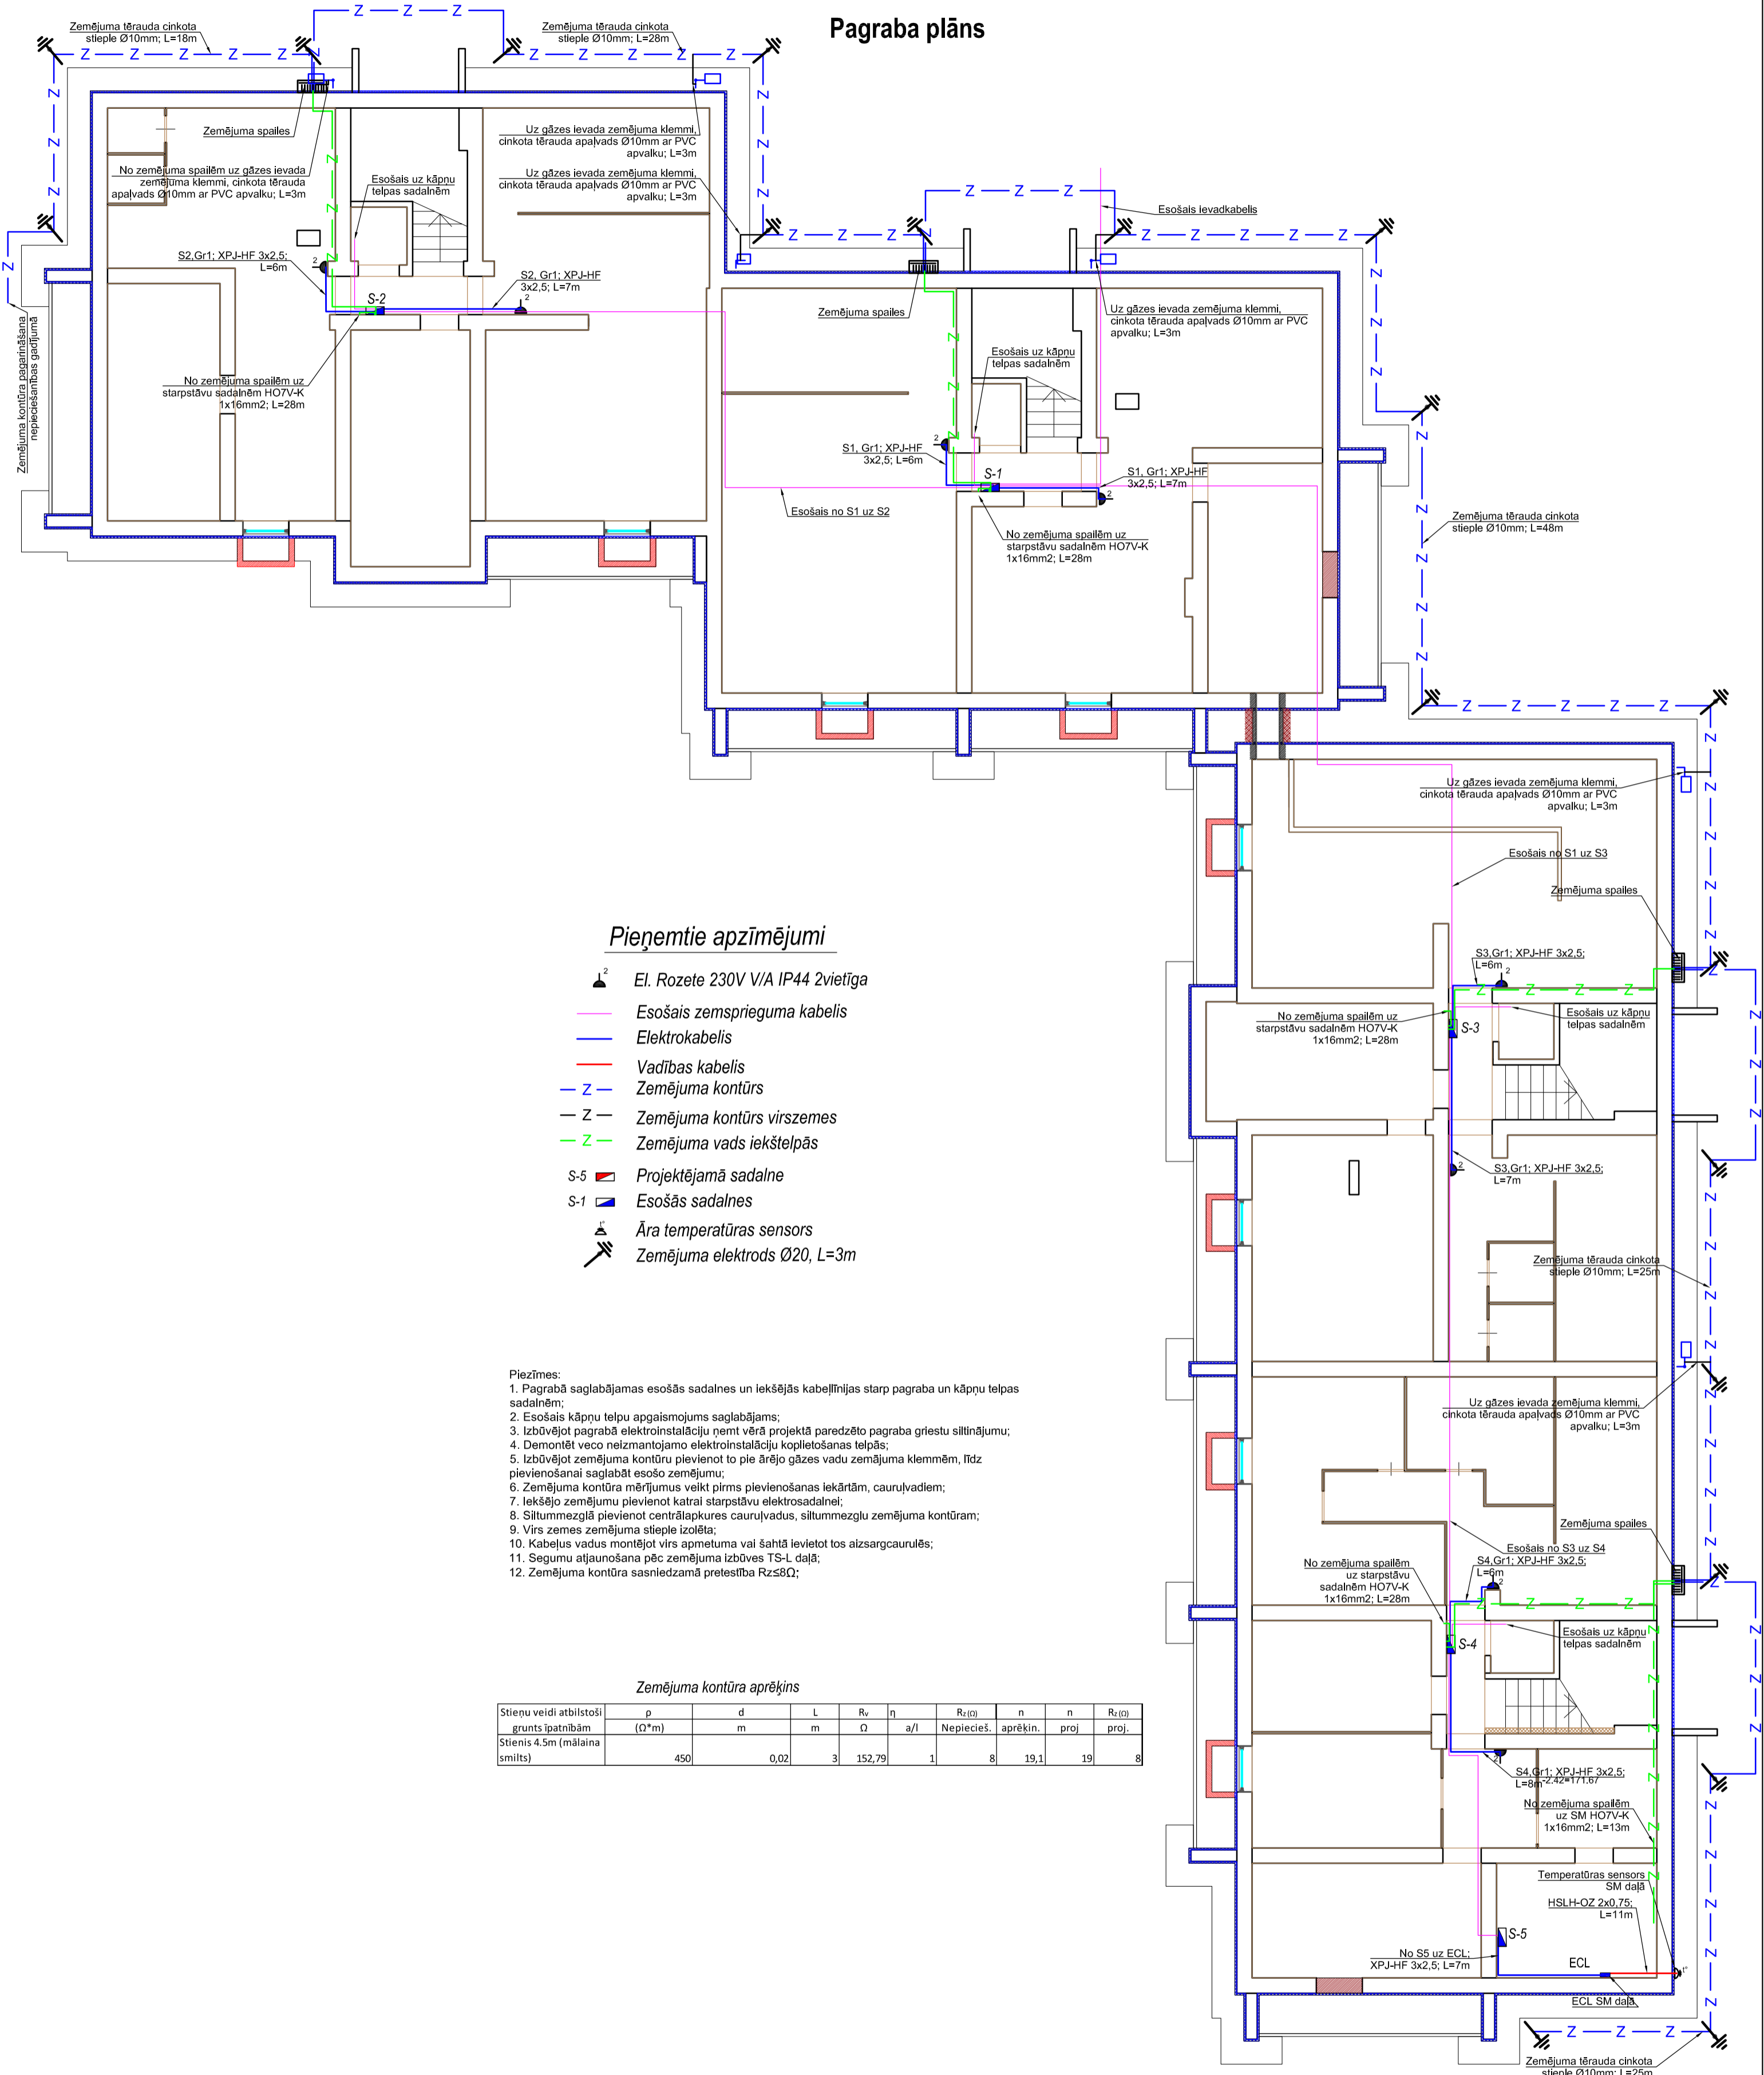 Pagraba plāns
Zemējuma tērauda cinkota
stieple Ø10mm; L=18m
Zemējuma tērauda cinkota
stieple Ø10mm; L=28m
Zemējuma spailes
No zemējuma spailēm uz gāzes ievada
zemējuma klemmi, cinkota tērauda
apaļvads Ø10mm ar PVC apvalku; L=3m
Esošais uz kāpņu
telpas sadalnēm
Uz gāzes ievada zemējuma klemmi,
cinkota tērauda apaļvads Ø10mm ar PVC
apvalku; L=3m
Uz gāzes ievada zemējuma klemmi,
cinkota tērauda apaļvads Ø10mm ar PVC
apvalku; L=3m
Esošais ievadkabelis
S2,Gr1; XPJ-HF 3x2,5;
L=6m
S-2
S2, Gr1; XPJ-HF
3x2,5; L=7m
Zemējuma kontūra pagarināšana
nepieciešanības gadījumā
No zemējuma spailēm uz
starpstāvu sadalnēm HO7V-K
1x16mm2; L=28m
Zemējuma spailes
Uz gāzes ievada zemējuma klemmi,
cinkota tērauda apaļvads Ø10mm ar PVC
apvalku; L=3m
Esošais uz kāpņu
telpas sadalnēm
S1, Gr1; XPJ-HF
3x2,5; L=6m
S-1
S1, Gr1; XPJ-HF
3x2,5; L=7m
Esošais no S1 uz S2
No zemējuma spailēm uz
starpstāvu sadalnēm HO7V-K
1x16mm2; L=28m
Zemējuma tērauda cinkota
stieple Ø10mm; L=48m
Uz gāzes ievada zemējuma klemmi,
cinkota tērauda apaļvads Ø10mm ar PVC
apvalku; L=3m
Esošais no S1 uz S3
Zemējuma spailes
S3,Gr1; XPJ-HF 3x2,5;
L=6m
No zemējuma spailēm uz
starpstāvu sadalnēm HO7V-K
1x16mm2; L=28m
S-3
Esošais uz kāpņu
telpas sadalnēm
S3,Gr1; XPJ-HF 3x2,5;
L=7m
Zemējuma tērauda cinkota
stieple Ø10mm; L=25m
Uz gāzes ievada zemējuma klemmi,
cinkota tērauda apaļvads Ø10mm ar PVC
apvalku; L=3m
Zemējuma spailes
Esošais no S3 uz S4
S4,Gr1; XPJ-HF 3x2,5;
L=6m
No zemējuma spailēm
uz starpstāvu
sadalnēm HO7V-K
1x16mm2; L=28m
S-4
Esošais uz kāpņu
telpas sadalnēm
S4,Gr1; XPJ-HF 3x2,5;
L=8m
-2.42=171.67
No zemējuma spailēm
uz SM HO7V-K
1x16mm2; L=13m
Temperatūras sensors
SM daļā
HSLH-OZ 2x0,75;
L=11m
S-5
No S5 uz ECL;
XPJ-HF 3x2,5; L=7m
ECL
ECL SM daļā
Zemējuma tērauda cinkota
stieple Ø10mm; L=25m
Pieņemtie apzīmējumi
2 El. Rozete 230V V/A IP44 2vietīga
Esošais zemsprieguma kabelis
Elektrokabelis
Vadības kabelis
Z Zemējuma kontūrs
Z Zemējuma kontūrs virszemes
Z Zemējuma vads iekštelpās
S-5 Projektējamā sadalne
S-1 Esošās sadalnes
t° Āra temperatūras sensors
Zemējuma elektrods Ø20, L=3m
Piezīmes:
1. Pagrabā saglabājamas esošās sadalnes un iekšējās kabeļlīnijas starp pagraba un kāpņu telpas
sadalnēm;
2. Esošais kāpņu telpu apgaismojums saglabājams;
3. Izbūvējot pagrabā elektroinstalāciju ņemt vērā projektā paredzēto pagraba griestu siltinājumu;
4. Demontēt veco neizmantojamo elektroinstalāciju koplietošanas telpās;
5. Izbūvējot zemējuma kontūru pievienot to pie ārējo gāzes vadu zemājuma klemmēm, līdz
pievienošanai saglabāt esošo zemējumu;
6. Zemējuma kontūra mērījumus veikt pirms pievienošanas iekārtām, cauruļvadiem;
7. Iekšējo zemējumu pievienot katrai starpstāvu elektrosadalnei;
8. Siltummezglā pievienot centrālapkures cauruļvadus, siltummezglu zemējuma kontūram;
9. Virs zemes zemējuma stieple izolēta;
10. Kabeļus vadus montējot virs apmetuma vai šahtā ievietot tos aizsargcaurulēs;
11. Segumu atjaunošana pēc zemējuma izbūves TS-L daļā;
12. Zemējuma kontūra sasniedzamā pretestība Rz≤8Ω;
Zemējuma kontūra aprēķins
Stieņu veidi atbilstoši ρ d L Rv η Rz(Ω) n n Rz(Ω)
grunts īpatnībām (Ω*m) m m Ω a/l Nepiecieš. aprēķin. proj proj.
Stienis 4.5m (mālaina
smilts) 450 0,02 3 152,79 1 8 19,1 19 8